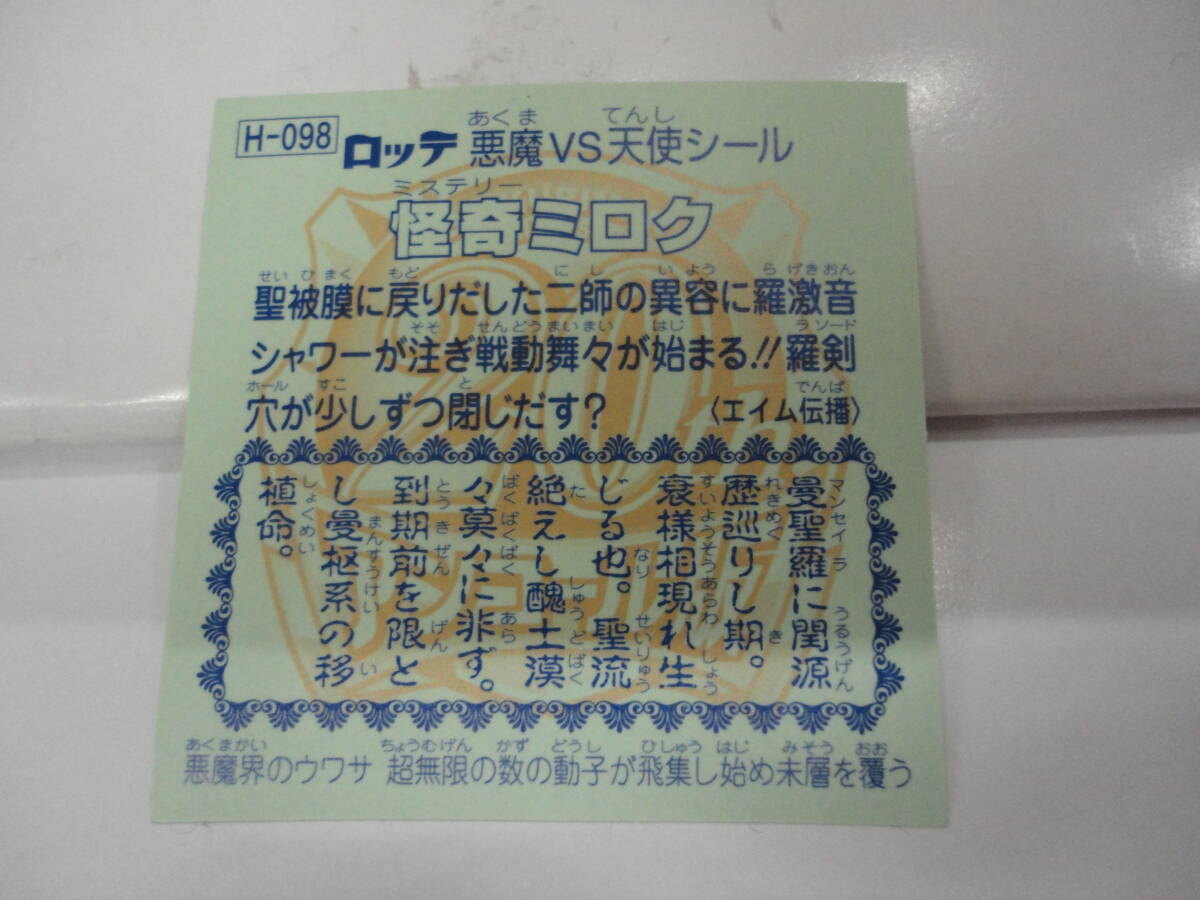 H-098 ロッテ 悪魔VS天使シール
怪奇ミロク
聖被膜に戻りだした二師の異容に羅激音
シャワーが注ぎ戦動舞々が始まる!!羅剣
穴が少しずつ閉じだす?〈エイム伝播〉
曼聖羅に閏源
歴巡りし期。
衰様相現れ生
じる也。聖流
絶えし醜土漠
々莫々に非ず。
到期前を限と
し曼枢系の移
植命。
悪魔界のウワサ 超無限の数の動子が飛集し始め未層を覆う